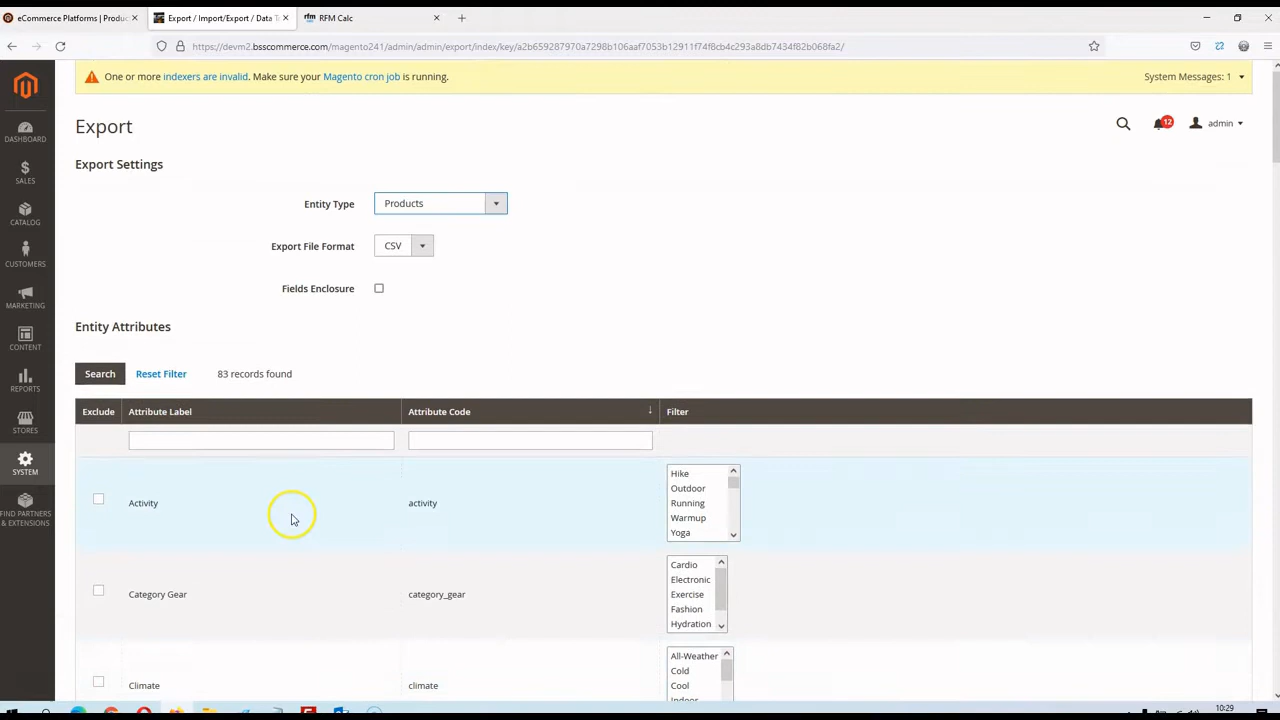 eCommerce Platforms | Produc
Export / Import/Export / Data T
RFM Calc
https://devm2.bsscommerce.com/magento241/admin/admin/export/index/key/a2b659287970a7298b106aaf7053b12911f74f8cb4c293a8db7434f82b068fa2/
One or more indexers are invalid. Make sure your Magento cron job is running.
System Messages: 1
Export
12
admin
Export Settings
Entity Type
Products
Export File Format
CSV
Fields Enclosure
Entity Attributes
Search
Reset Filter
83 records found
Exclude
Attribute Label
Attribute Code
Filter
Activity
activity
Hike
Outdoor
Running
Warmup
Yoga
Category Gear
category_gear
Cardio
Electronic
Exercise
Fashion
Hydration
Climate
climate
All-Weather
Cold
Cool
Indoor
DASHBOARD
SALES
CATALOG
CUSTOMERS
MARKETING
CONTENT
REPORTS
STORES
SYSTEM
FIND PARTNERS
& EXTENSIONS
10:29